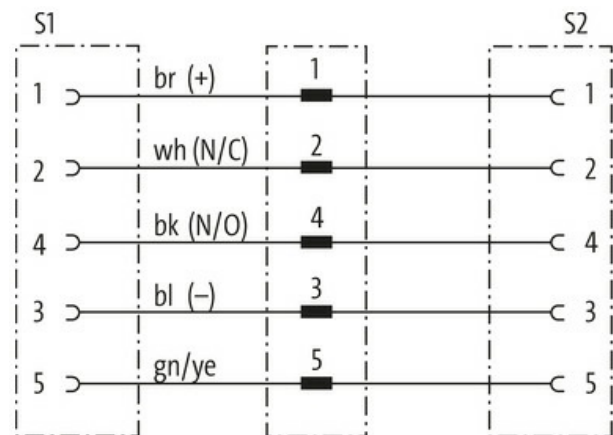 S1 S2
br (+) 1
1 1
wh (N/C) 2
2 2
bk (N/O) 4
4 4
bl (–) 3
3 3
gn/ye 5
5 5